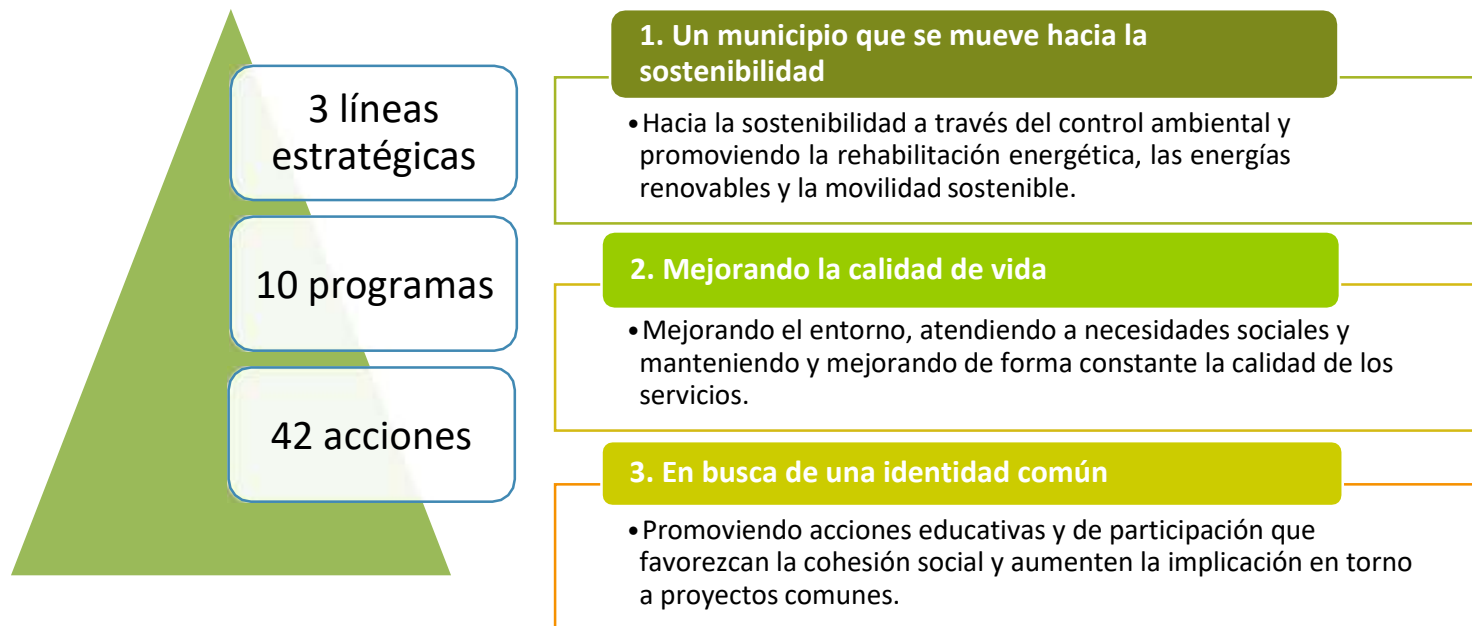 3 líneas
estratégicas
10 programas
42 acciones
1. Un municipio que se mueve hacia la
sostenibilidad
•Hacia la sostenibilidad a través del control ambiental y
promoviendo la rehabilitación energética, las energías
renovables y la movilidad sostenible.
2. Mejorando la calidad de vida
•Mejorando el entorno, atendiendo a necesidades sociales y
manteniendo y mejorando de forma constante la calidad de los
servicios.
3. En busca de una identidad común
•Promoviendo acciones educativas y de participación que
favorezcan la cohesión social y aumenten la implicación en torno
a proyectos comunes.